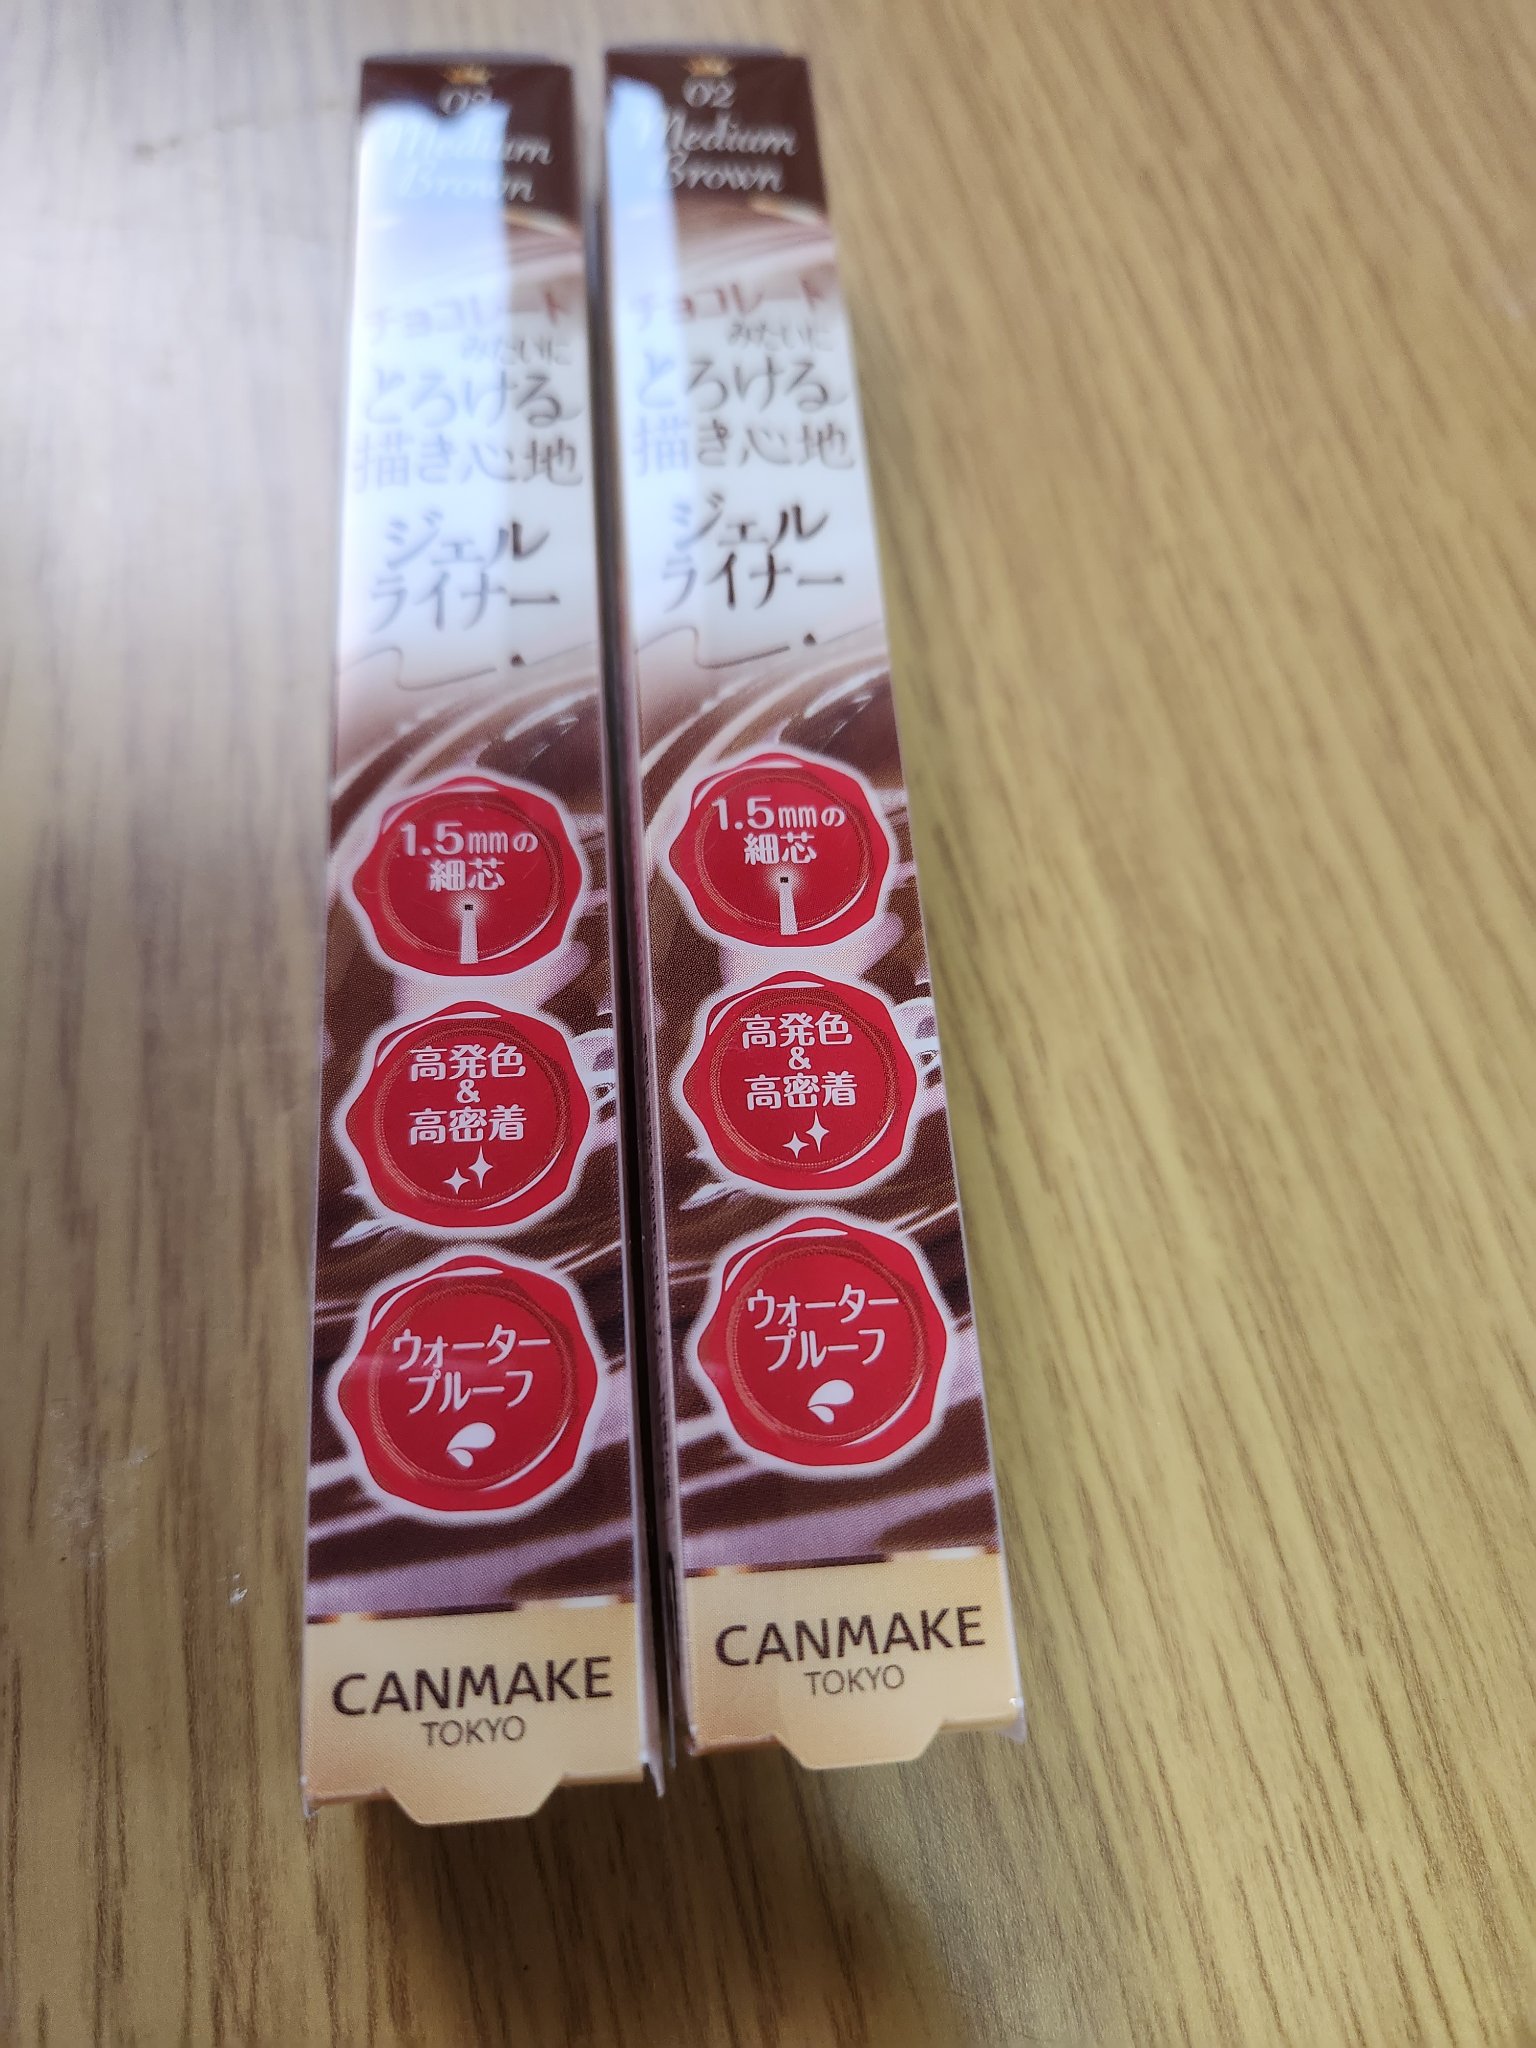 02
Medium
Brown
チョコレート
みたいに
とろける
描き心地
ジェル
ライナー
1.5mmの
細芯
高発色
&
高密着
ウォーター
プルーフ
CANMAKE
TOKYO
02
Medium
Brown
チョコレート
みたいに
とろける
描き心地
ジェル
ライナー
1.5mmの
細芯
高発色
&
高密着
ウォーター
プルーフ
CANMAKE
TOKYO